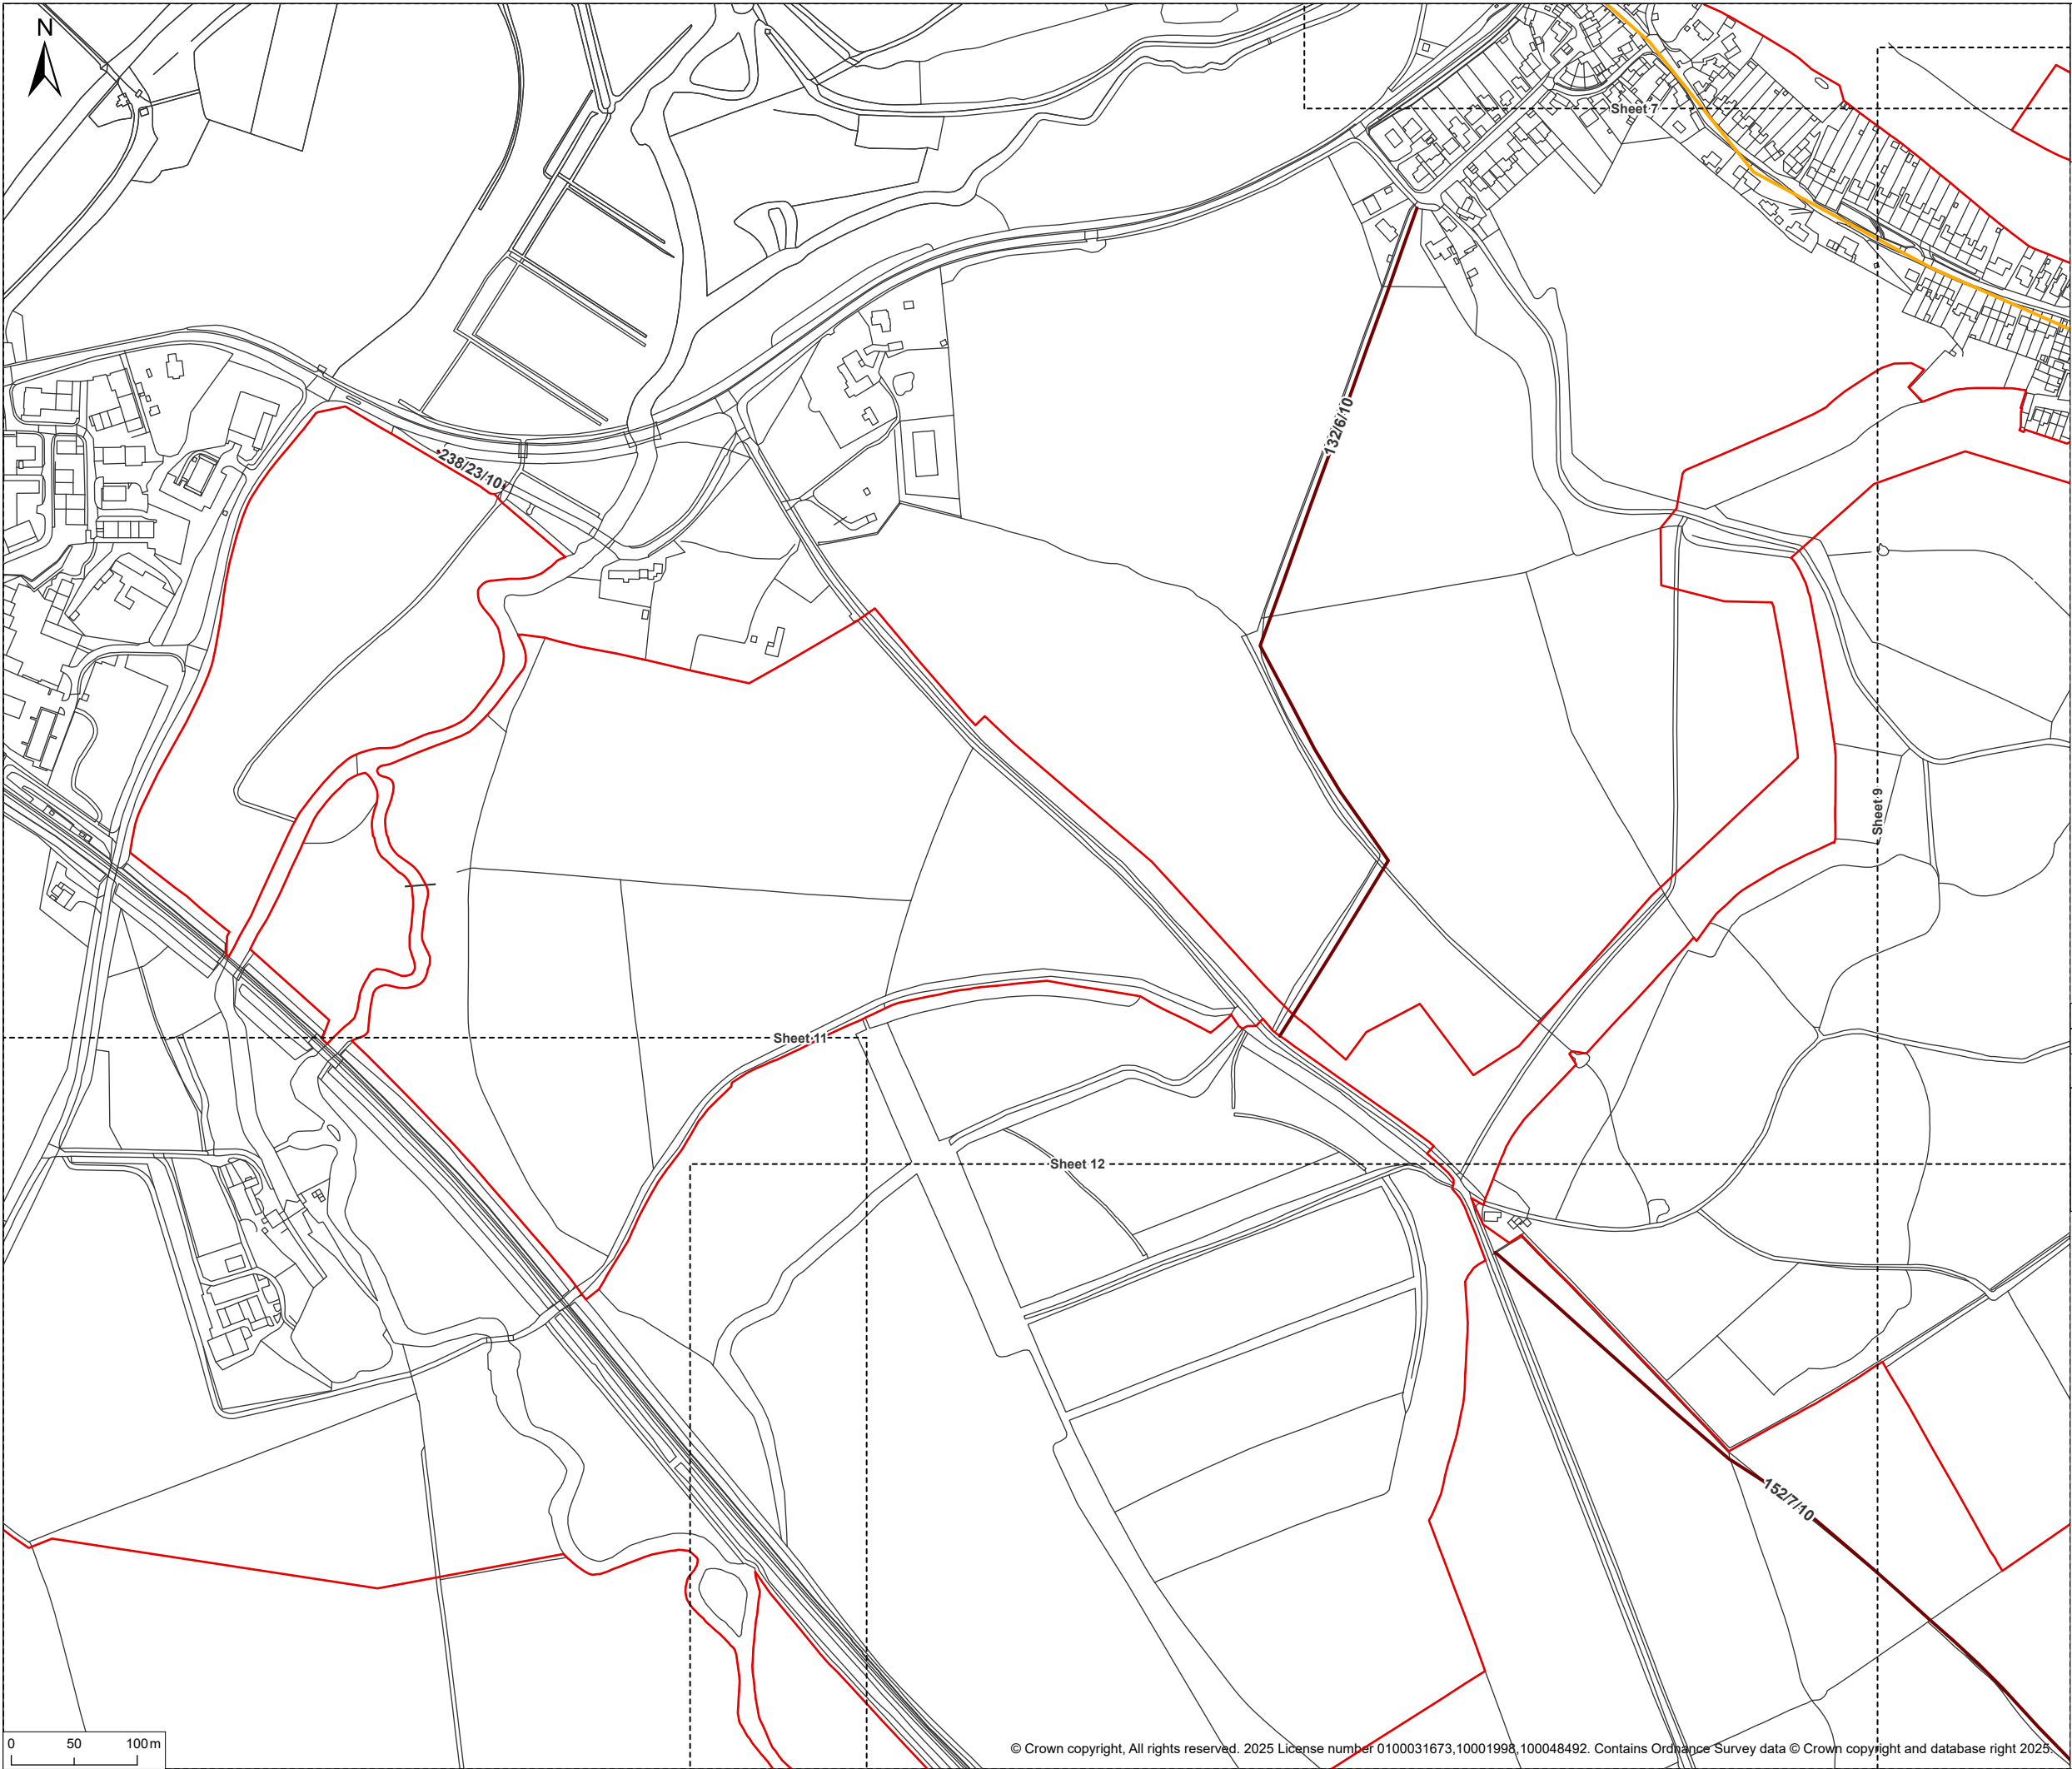 N
Sheet 7
132/6/10
238/23/10
Sheet 9
Sheet 11
Sheet 12
152/7/10
0 50 100 m
© Crown copyright, All rights reserved. 2025 License number 0100031673,10001998,100048492. Contains Ordnance Survey data © Crown copyright and database right 2025.